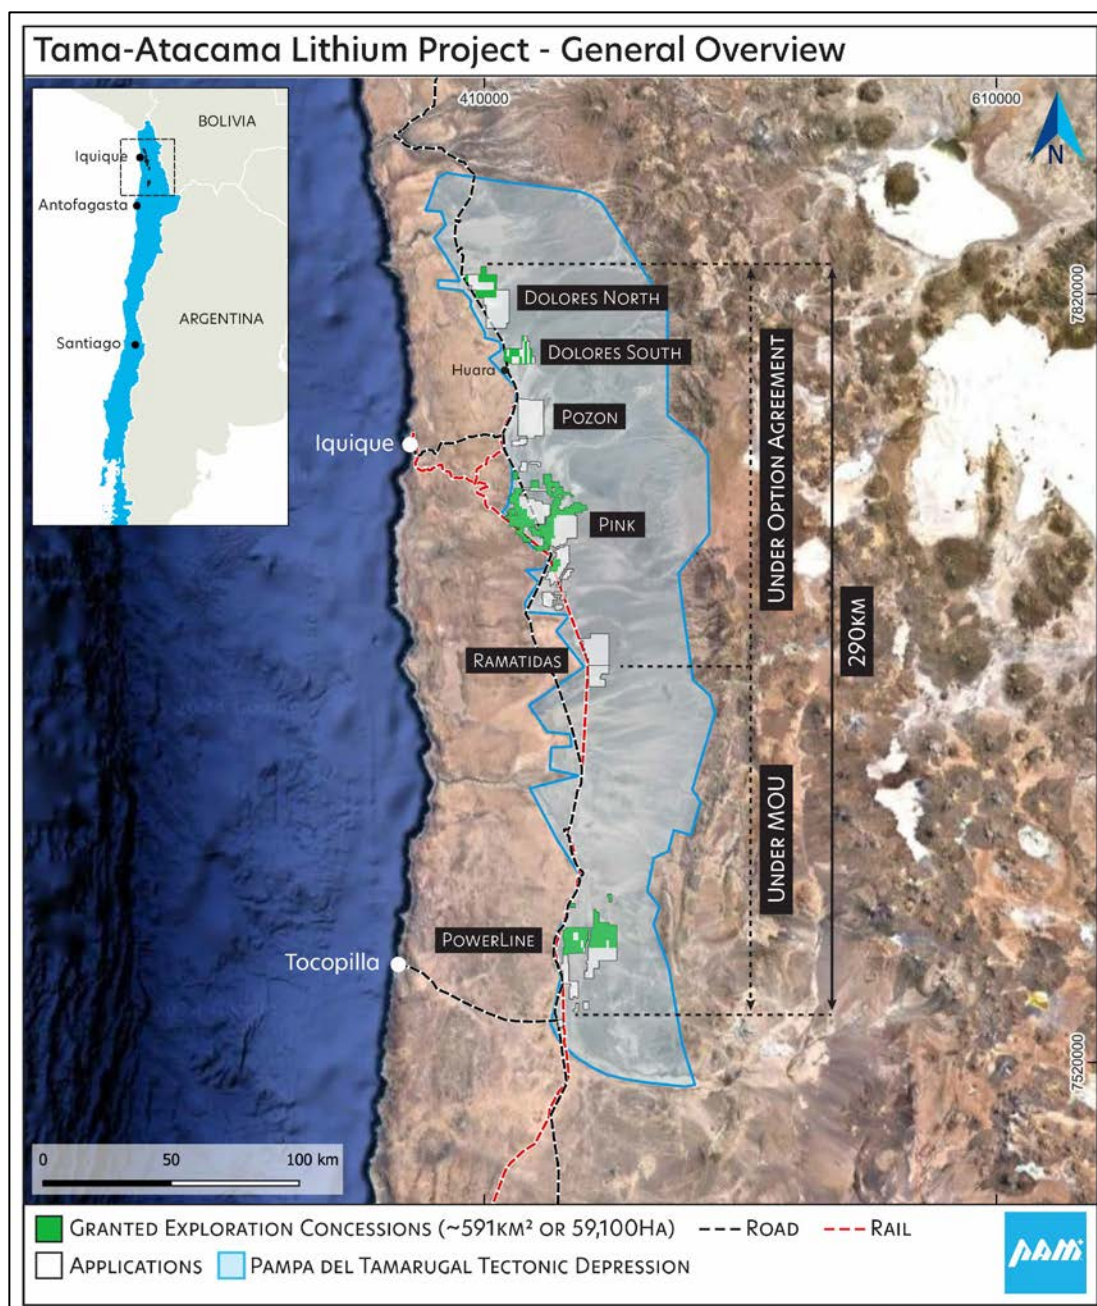 Tama-Atacama Lithium Project - General Overview
410000
610000
N
BOLIVIA
Iquique
Antofagasta
ARGENTINA
Santiago
7820000
DOLORES NORTH
DOLORES SOUTH
Huara
POZON
Iquique
PINK
UNDER OPTION AGREEMENT
290KM
RAMATIDAS
UNDER MOU
POWERLINE
Tocopilla
7520000
0 50 100 km
GRANTED EXPLORATION CONCESSIONS (~591KM² OR 59,100HA)
ROAD
RAIL
APPLICATIONS
PAMPA DEL TAMARUGAL TECTONIC DEPRESSION
PAM